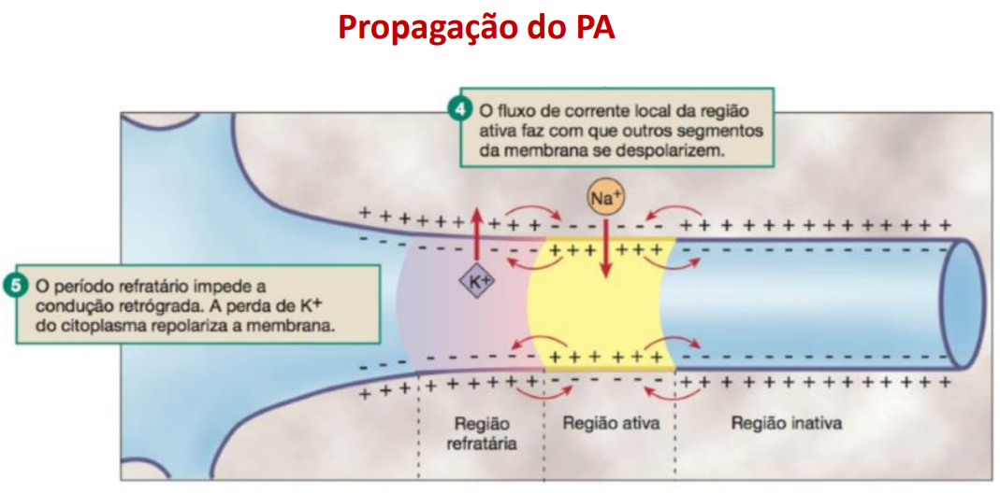 Propagação do PA
4 O fluxo de corrente local da região
ativa faz com que outros segmentos
da membrana se despolarizem.
Na+
K+
5 O período refratário impede a
condução retrógrada. A perda de K+
do citoplasma repolariza a membrana.
Região
refratária
Região ativa
Região inativa